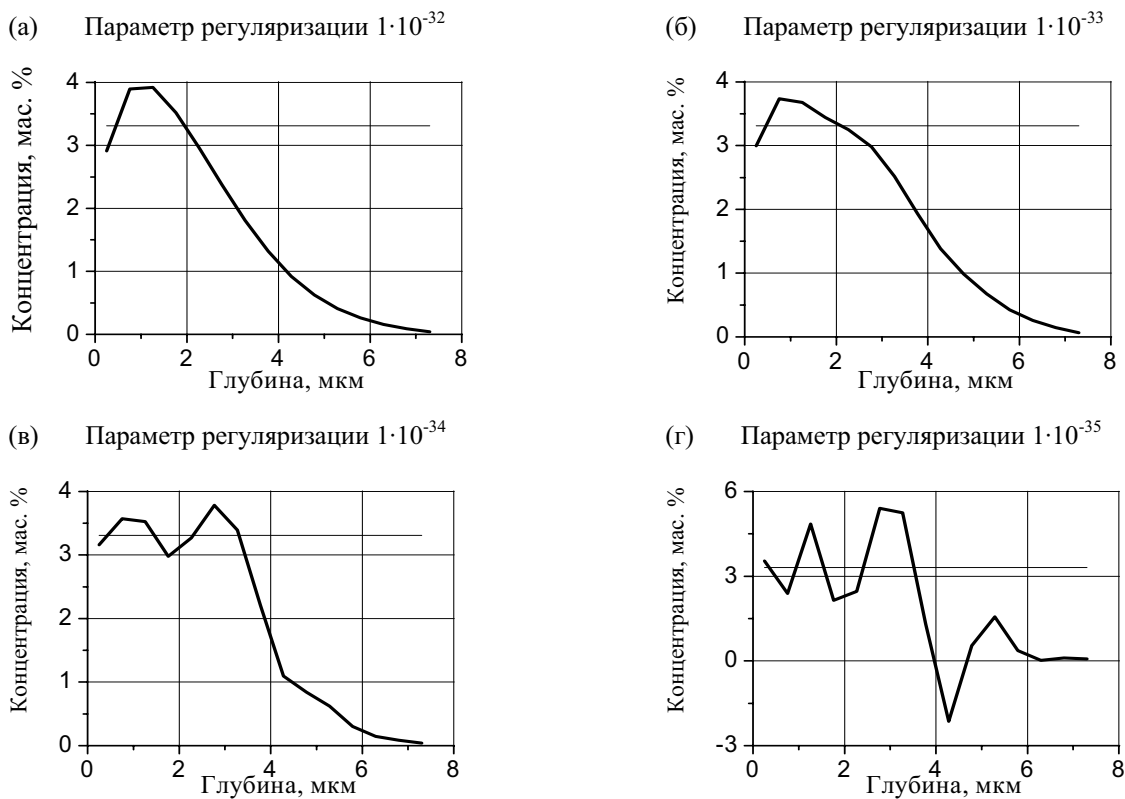 (а) Параметр регуляризации 1·10⁻³²
Концентрация, мас. %
4
3
2
1
0
0 2 4 6 8
Глубина, мкм
(б) Параметр регуляризации 1·10⁻³³
Концентрация, мас. %
4
3
2
1
0
0 2 4 6 8
Глубина, мкм
(в) Параметр регуляризации 1·10⁻³⁴
Концентрация, мас. %
4
3
2
1
0
0 2 4 6 8
Глубина, мкм
(г) Параметр регуляризации 1·10⁻³⁵
Концентрация, мас. %
6
3
0
-3
0 2 4 6 8
Глубина, мкм